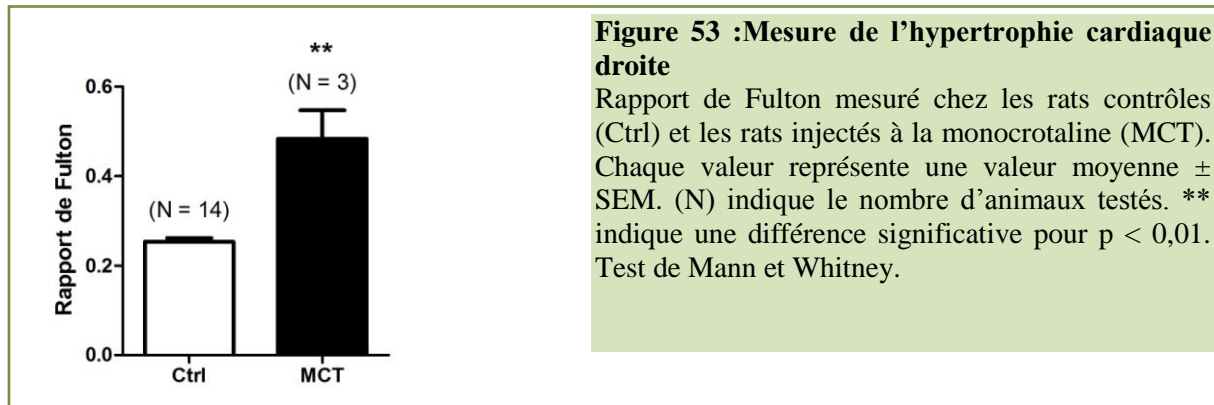 **
(N = 3)
0.6
0.4
(N = 14)
0.2
0.0
Rapport de Fulton
Ctrl MCT
Figure 53 :Mesure de l’hypertrophie cardiaque
droite
Rapport de Fulton mesuré chez les rats contrôles
(Ctrl) et les rats injectés à la monocrotaline (MCT).
Chaque valeur représente une valeur moyenne ±
SEM. (N) indique le nombre d’animaux testés. **
indique une différence significative pour p < 0,01.
Test de Mann et Whitney.